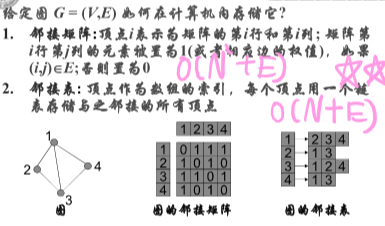 给定图 G=(V,E) 如何在计算机内存储它?
1. 邻接矩阵:顶点i表示为矩阵的第i行和第i列;矩阵第
i行第j列的元素被置为1(或者相应边的权值),如果
(i,j)∈E;否则置为0
O(N+E)
2. 邻接表:顶点作为数组的索引,每个顶点用一个链
表存储与之邻接的所有顶点
O(N+E)
1
2
4
3
图
1 2 3 4
1 0 1 1 1
2 1 0 1 0
3 1 1 0 1
4 1 0 1 0
图的邻接矩阵
1 2 3 4
2 1 3
3 1 2 4
4 1 3
图的邻接表